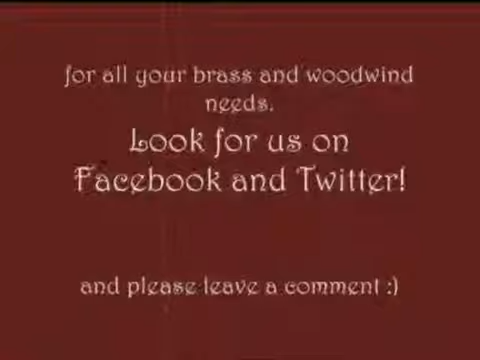 for all your brass and woodwind
needs.
Look for us on
Facebook and Twitter!
and please leave a comment :)